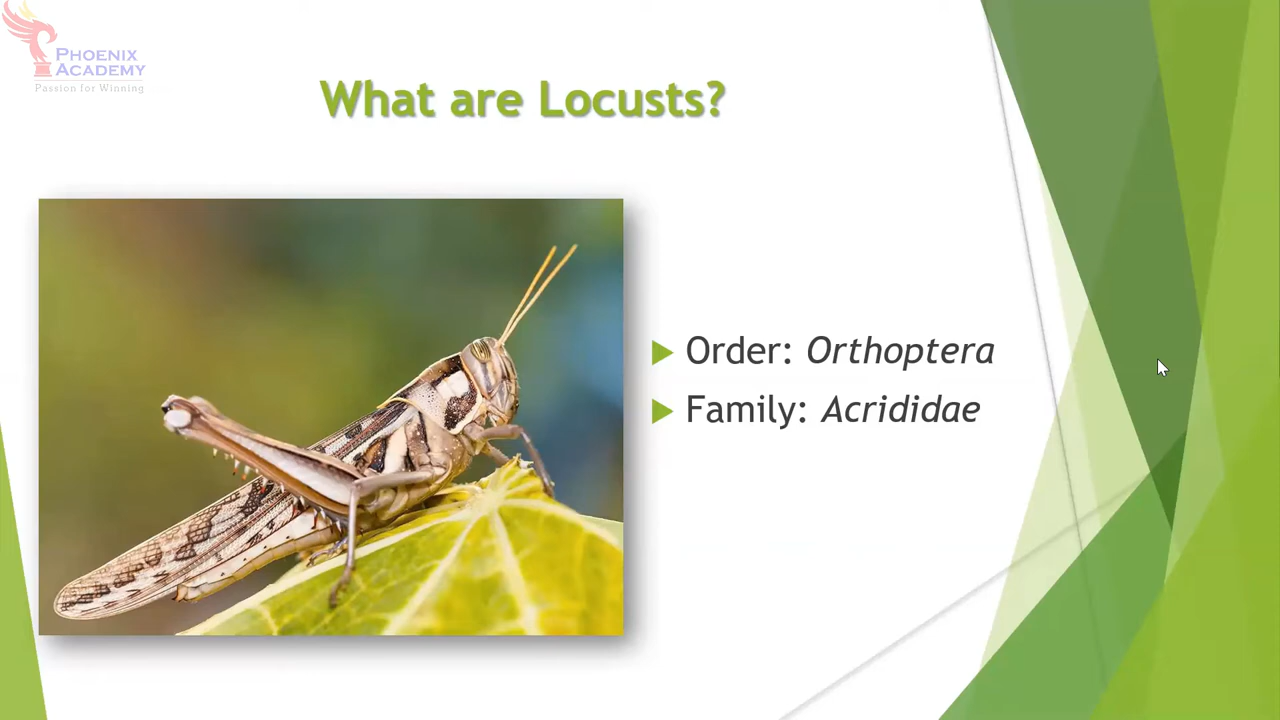 PHOENIX
ACADEMY
Passion for Winning
What are Locusts?
Order: Orthoptera
Family: Acrididae